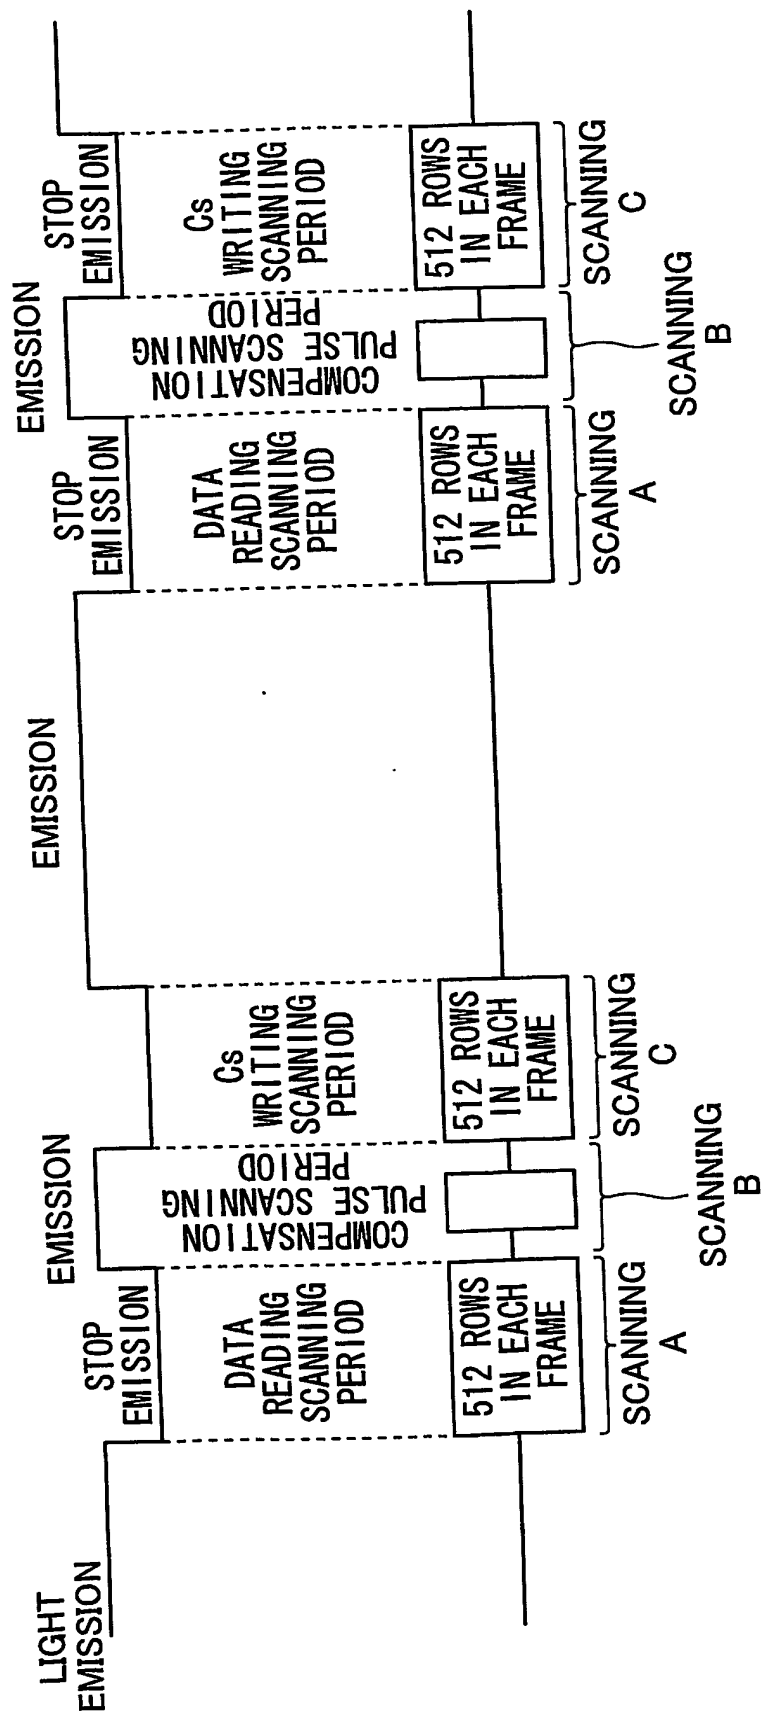 LIGHT
EMISSION
STOP
EMISSION
EMISSION
EMISSION
STOP
EMISSION
EMISSION
STOP
EMISSION
DATA
READING
SCANNING
PERIOD
COMPENSATION
PULSE SCANNING
PERIOD
Cs
WRITING
SCANNING
PERIOD
DATA
READING
SCANNING
PERIOD
COMPENSATION
PULSE SCANNING
PERIOD
Cs
WRITING
SCANNING
PERIOD
512 ROWS
IN EACH
FRAME
512 ROWS
IN EACH
FRAME
512 ROWS
IN EACH
FRAME
512 ROWS
IN EACH
FRAME
SCANNING
A
SCANNING
B
SCANNING
C
SCANNING
A
SCANNING
B
SCANNING
C